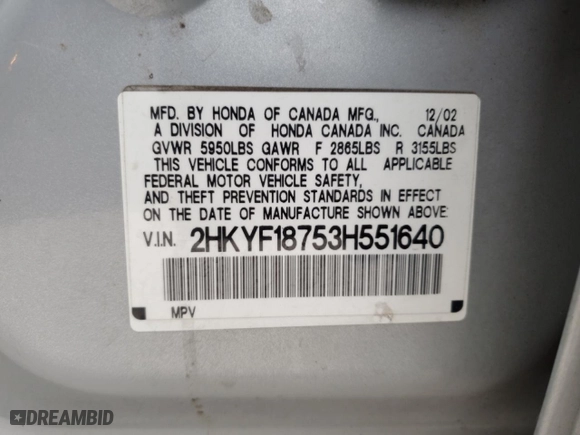 MFD. BY HONDA OF CANADA MFG., 12/02
A DIVISION OF HONDA CANADA INC. CANADA
GVWR 5950LBS GAWR F 2865LBS R 3155LBS
THIS VEHICLE CONFORMS TO ALL APPLICABLE
FEDERAL MOTOR VEHICLE SAFETY,
AND THEFT PREVENTION STANDARDS IN EFFECT
ON THE DATE OF MANUFACTURE SHOWN ABOVE.
V.I.N. 2HKYF18753H551640
MPV
DREAMBID